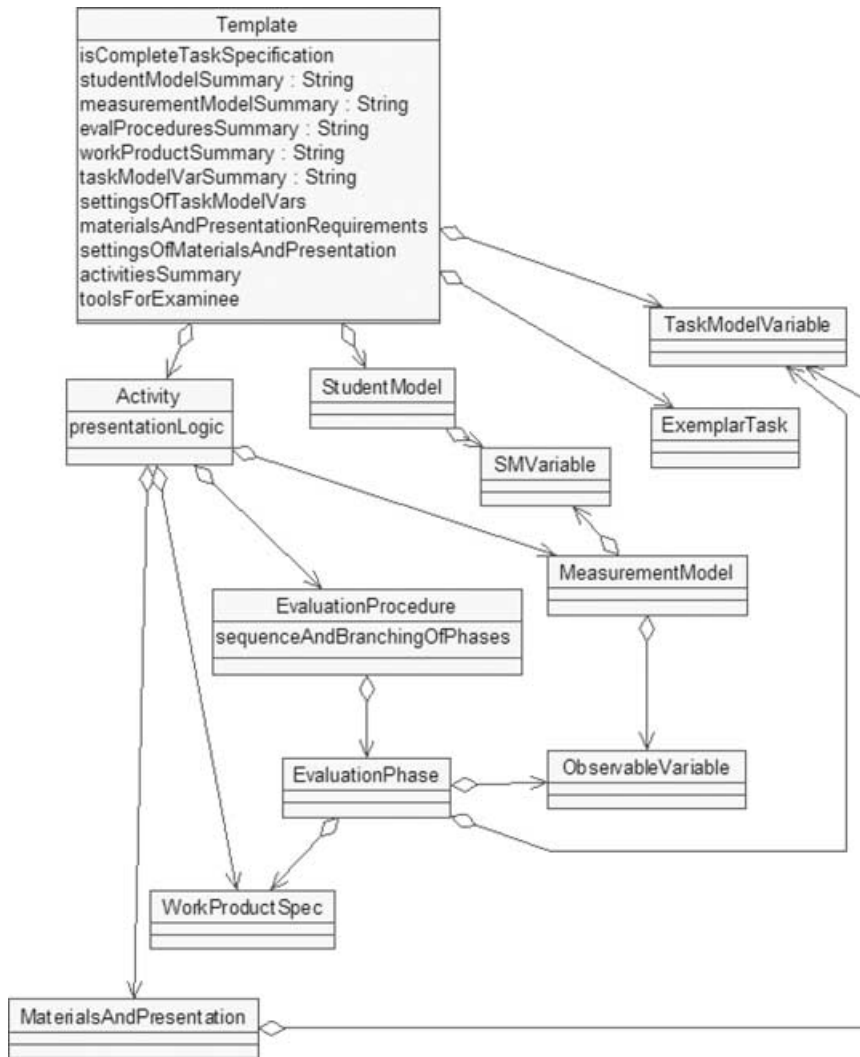 Template
isCompleteTaskSpecification
studentModelSummary : String
measurementModelSummary : String
evalProceduresSummary : String
workProductSummary : String
taskModelVarSummary : String
settingsOfTaskModelVars
materialsAndPresentationRequirements
settingsOfMaterialsAndPresentation
activitiesSummary
toolsForExaminee
TaskModelVariable
StudentModel
Activity
presentationLogic
ExemplarTask
SMVariable
MeasurementModel
EvaluationProcedure
sequenceAndBranchingOfPhases
EvaluationPhase
ObservableVariable
WorkProductSpec
MaterialsAndPresentation